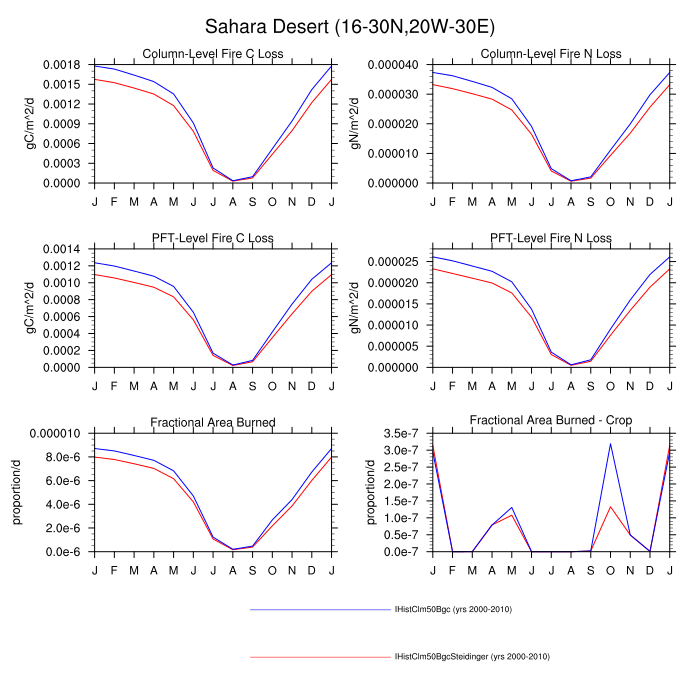 Sahara Desert (16-30N,20W-30E)
Column-Level Fire C Loss
gC/m^2/d
0.0018
0.0015
0.0012
0.0009
0.0006
0.0003
0.0000
J F M A M J J A S O N D J
Column-Level Fire N Loss
gN/m^2/d
0.000040
0.000030
0.000020
0.000010
0.000000
J F M A M J J A S O N D J
PFT-Level Fire C Loss
gC/m^2/d
0.0014
0.0012
0.0010
0.0008
0.0006
0.0004
0.0002
0.0000
J F M A M J J A S O N D J
PFT-Level Fire N Loss
gN/m^2/d
0.000025
0.000020
0.000015
0.000010
0.000005
0.000000
J F M A M J J A S O N D J
Fractional Area Burned
proportion/d
0.000010
8.0e-6
6.0e-6
4.0e-6
2.0e-6
0.0e-6
J F M A M J J A S O N D J
Fractional Area Burned - Crop
proportion/d
3.5e-7
3.0e-7
2.5e-7
2.0e-7
1.5e-7
1.0e-7
0.5e-7
0.0e-7
J F M A M J J A S O N D J
IHistClm50Bgc (yrs 2000-2010)
IHistClm50BgcSteidinger (yrs 2000-2010)